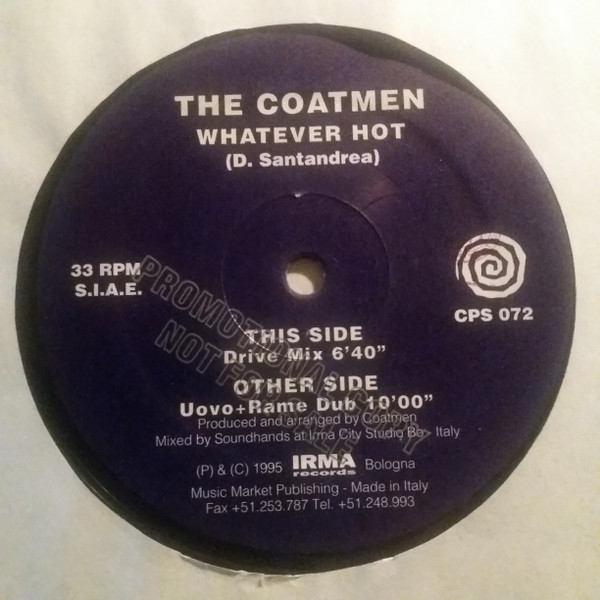 THE COATMEN
WHATEVER HOT
(D. Santandrea)
33 RPM
S.I.A.E.
CPS 072
PROMOTIONAL COPY
NOT FOR SALE
THIS SIDE
Drive Mix 6'40"
OTHER SIDE
Uovo+Rame Dub 10'00"
Produced and arranged by Coatmen
Mixed by Soundhands at Irma City Studio Bo - Italy
(P) & (C) 1995 IRMA records Bologna
Music Market Publishing - Made in Italy
Fax +51.253.787 Tel. +51.248.993